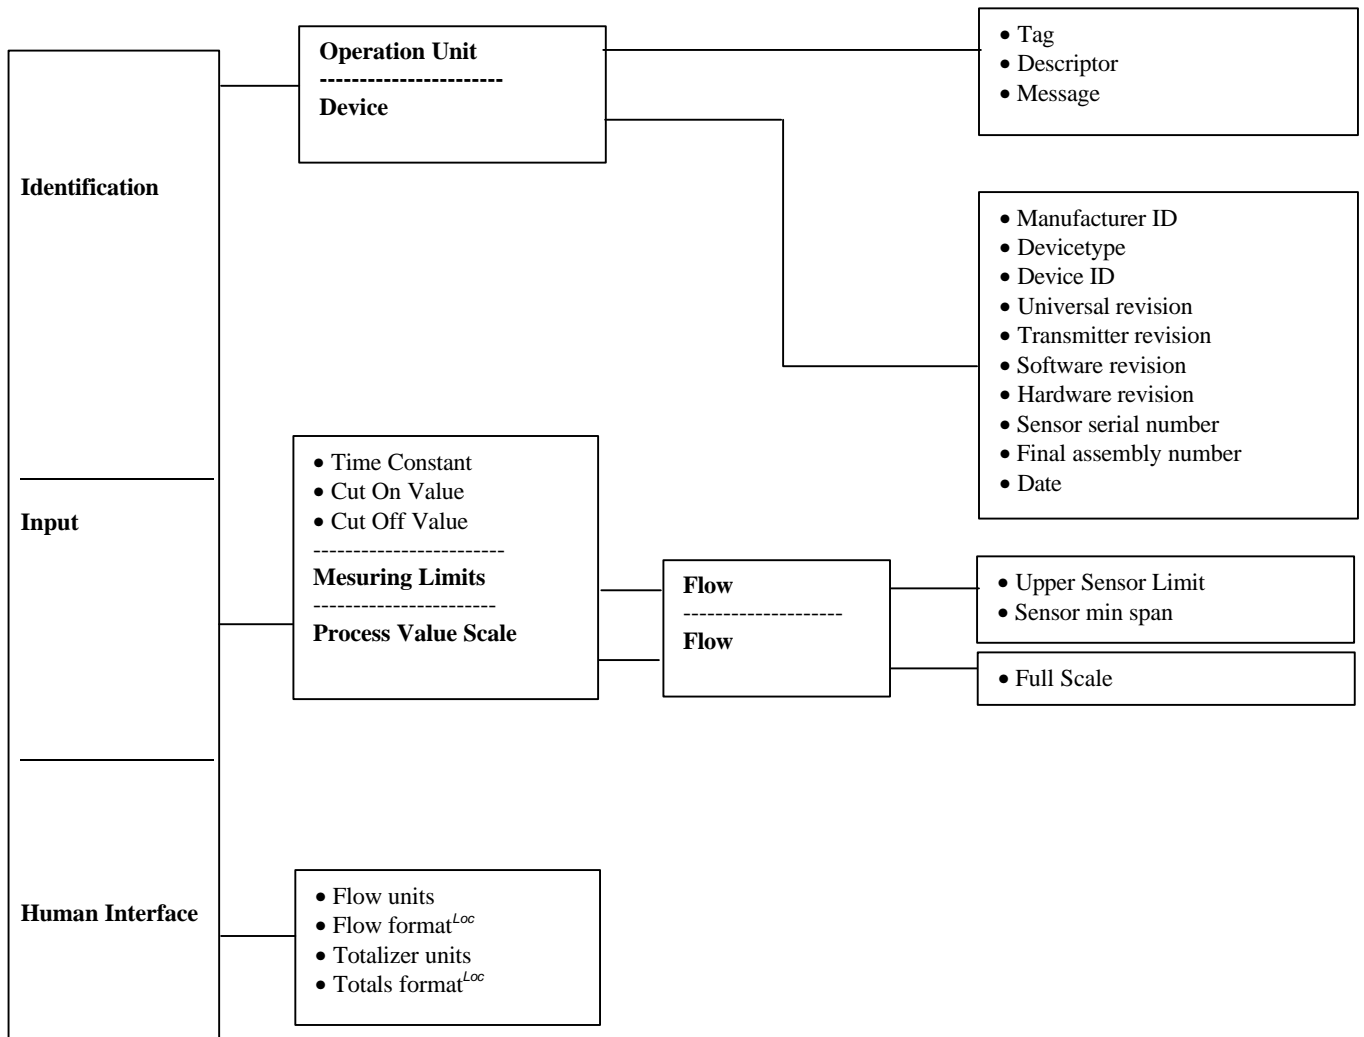 Identification
Input
Human Interface
Operation Unit
-----------------------
Device
• Tag
• Descriptor
• Message
• Manufacturer ID
• Devicetype
• Device ID
• Universal revision
• Transmitter revision
• Software revision
• Hardware revision
• Sensor serial number
• Final assembly number
• Date
• Time Constant
• Cut On Value
• Cut Off Value
------------------------
Mesuring Limits
-----------------------
Process Value Scale
Flow
--------------------
Flow
• Upper Sensor Limit
• Sensor min span
• Full Scale
• Flow units
• Flow format^Loc
• Totalizer units
• Totals format^Loc